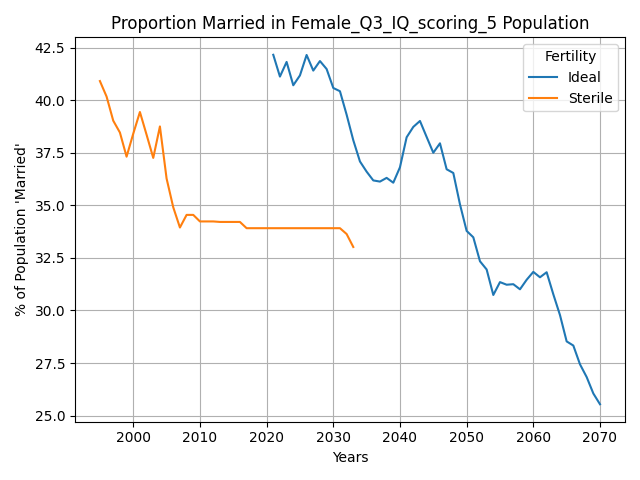 Proportion Married in Female_Q3_IQ_scoring_5 Population
% of Population 'Married'
42.5
40.0
37.5
35.0
32.5
30.0
27.5
25.0
Fertility
Ideal
Sterile
2000 2010 2020 2030 2040 2050 2060 2070
Years